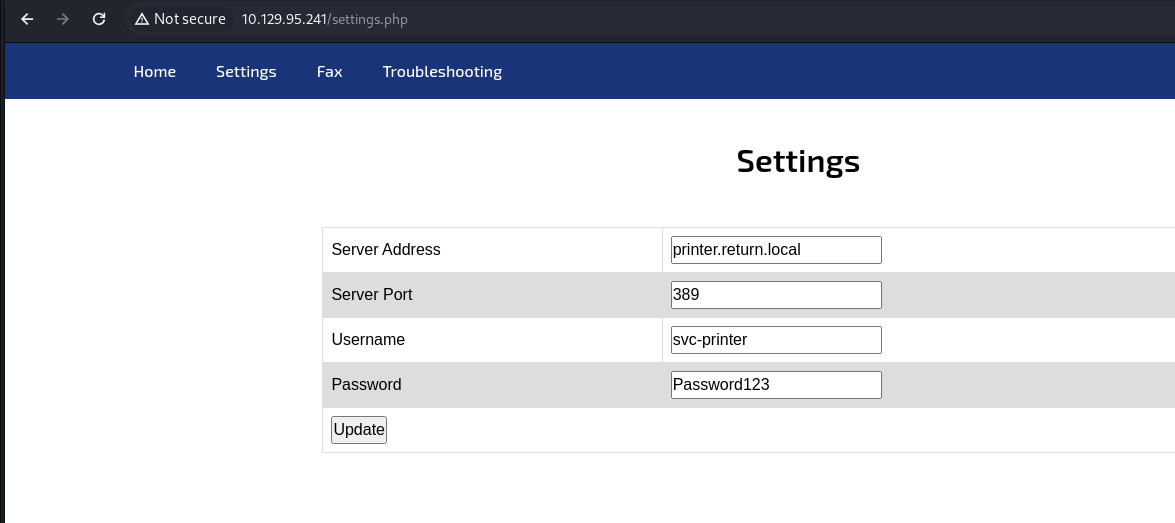 Not secure 10.129.95.241/settings.php
Home Settings Fax Troubleshooting
Settings
Server Address printer.return.local
Server Port 389
Username svc-printer
Password Password123
Update